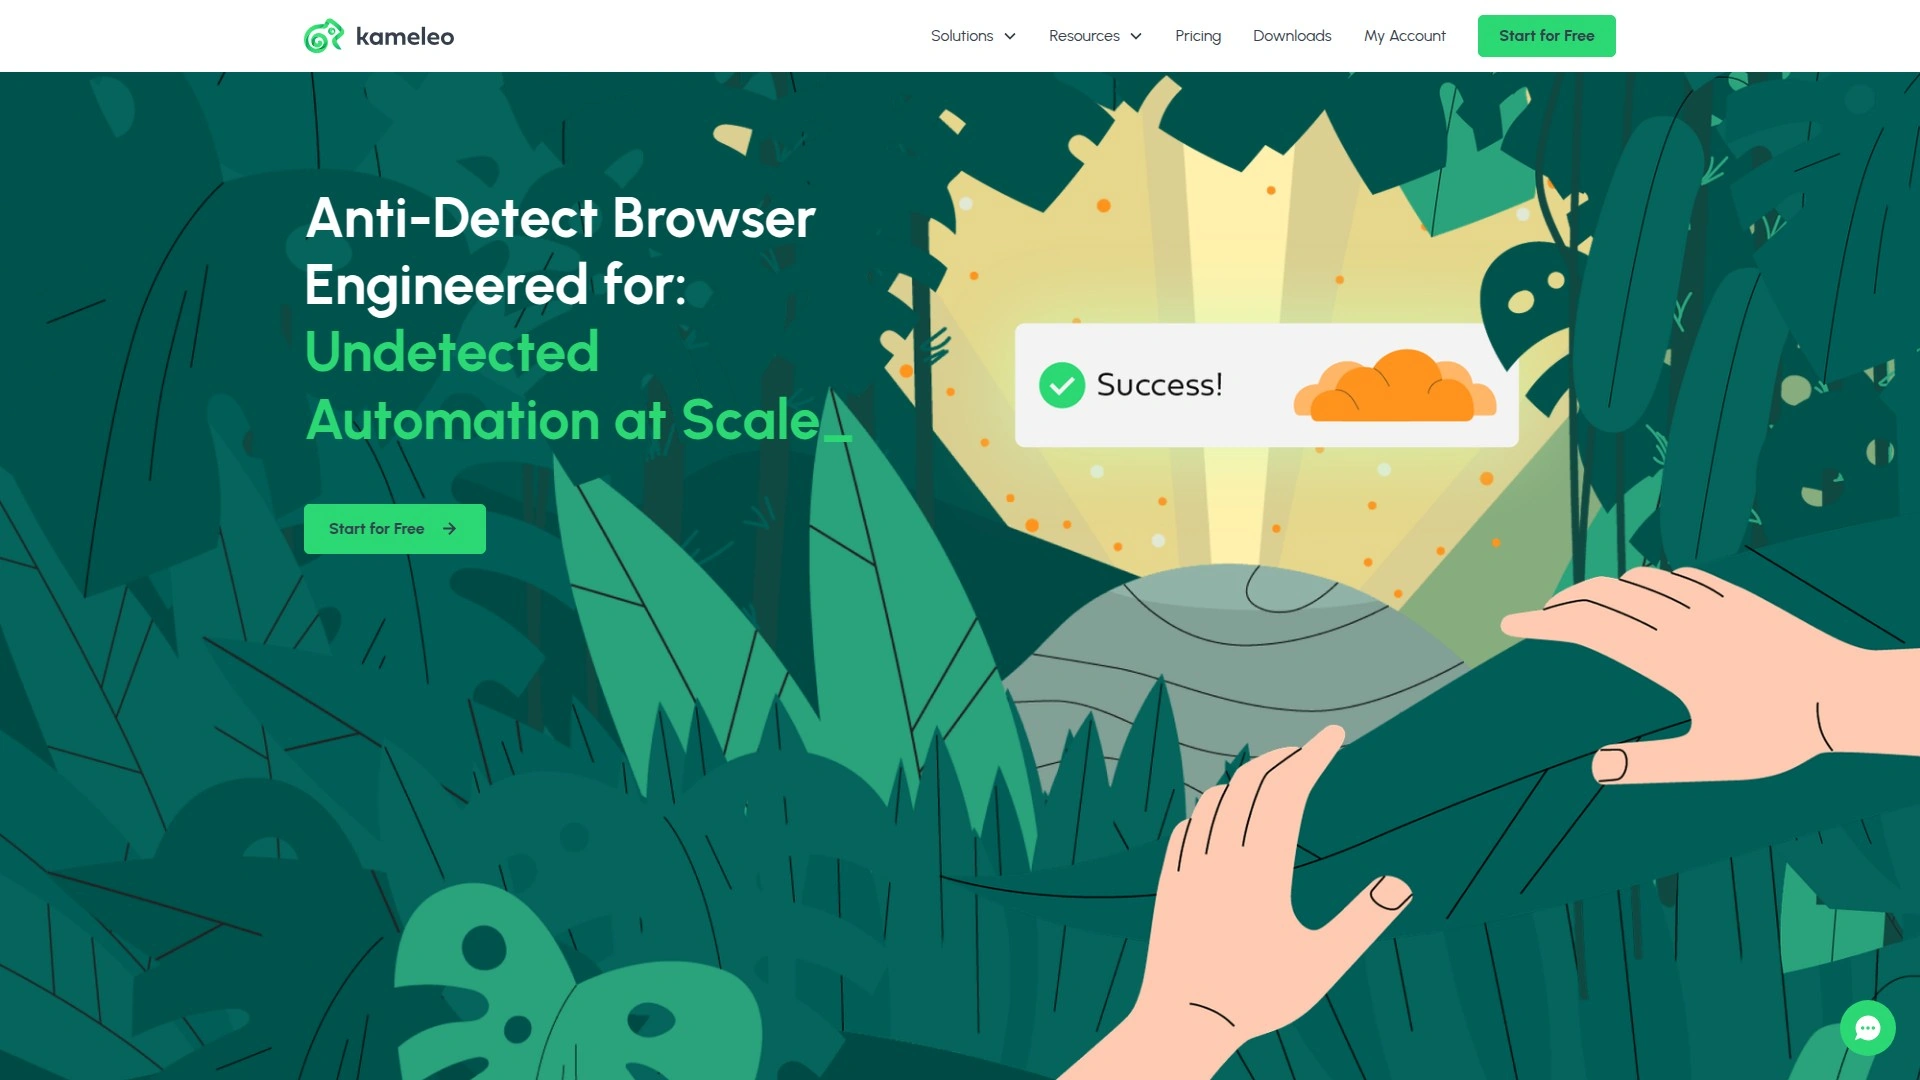 kameleo
Solutions
Resources
Pricing
Downloads
My Account
Start for Free
Anti-Detect Browser
Engineered for:
Undetected
Automation at Scale_
Start for Free
Success!